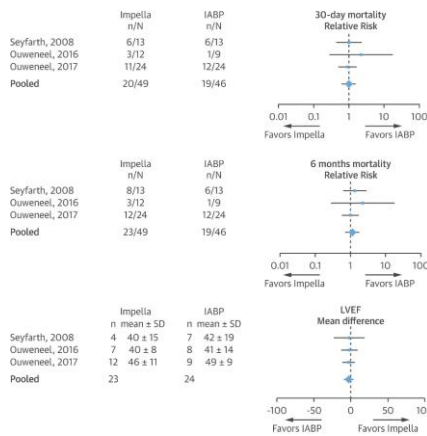 Impella IABP 30-day mortality
n/N n/N Relative Risk
Seyfarth, 2008 6/13 6/13
Ouweneel, 2016 3/12 1/9
Ouweneel, 2017 11/24 12/24
Pooled 20/49 19/46
0.01 0.1 1 10 100
Favors Impella Favors IABP
Impella IABP 6 months mortality
n/N n/N Relative Risk
Seyfarth, 2008 8/13 6/13
Ouweneel, 2016 3/12 1/9
Ouweneel, 2017 12/24 12/24
Pooled 23/49 19/46
0.01 0.1 1 10 100
Favors Impella Favors IABP
Impella IABP LVEF
n mean ± SD n mean ± SD Mean difference
Seyfarth, 2008 4 40 ± 15 7 42 ± 19
Ouweneel, 2016 7 40 ± 8 8 41 ± 14
Ouweneel, 2017 12 46 ± 11 9 49 ± 9
Pooled 23 24
-100 -50 0 50 100
Favors IABP Favors Impella